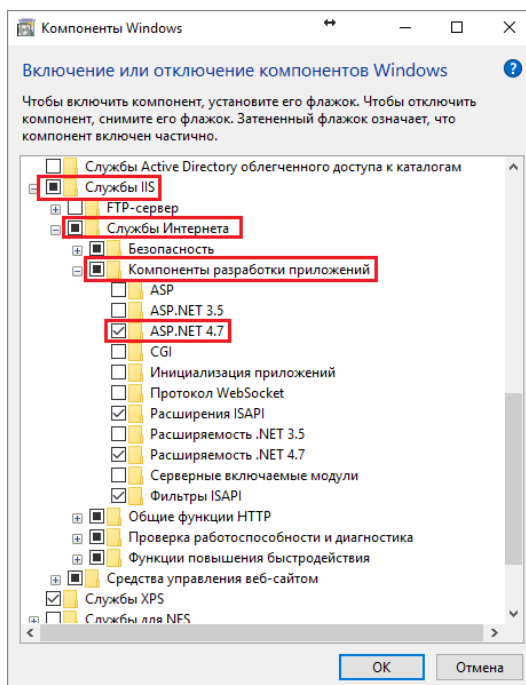 Компоненты Windows
Включение или отключение компонентов Windows
Чтобы включить компонент, установите его флажок. Чтобы отключить
компонент, снимите его флажок. Затененный флажок означает, что
компонент включен частично.
Службы Active Directory облегченного доступа к каталогам
Службы IIS
FTP-сервер
Службы Интернета
Безопасность
Компоненты разработки приложений
ASP
ASP.NET 3.5
ASP.NET 4.7
CGI
Инициализация приложений
Протокол WebSocket
Расширения ISAPI
Расширяемость .NET 3.5
Расширяемость .NET 4.7
Серверные включаемые модули
Фильтры ISAPI
Общие функции HTTP
Проверка работоспособности и диагностика
Функции повышения быстродействия
Средства управления веб-сайтом
Службы XPS
Службы для NFS
OK Отмена